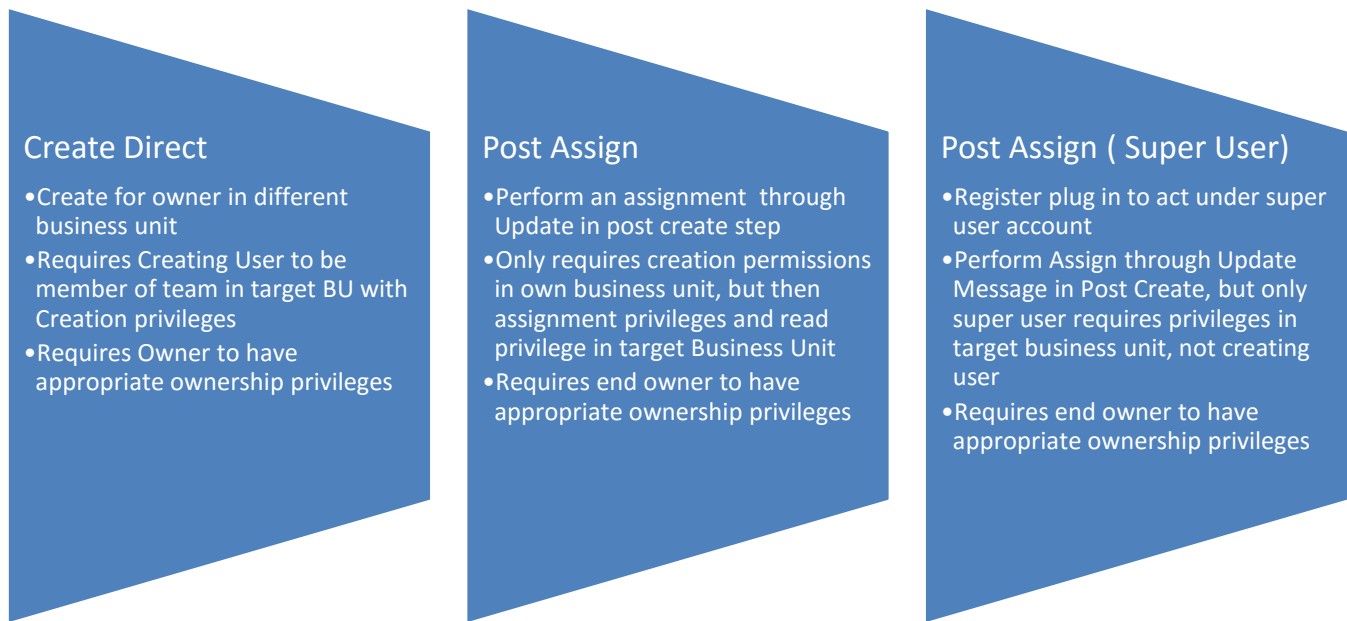 Create Direct
•Create for owner in different
business unit
•Requires Creating User to be
member of team in target BU with
Creation privileges
•Requires Owner to have
appropriate ownership privileges
Post Assign
•Perform an assignment through
Update in post create step
•Only requires creation permissions
in own business unit, but then
assignment privileges and read
privilege in target Business Unit
•Requires end owner to have
appropriate ownership privileges
Post Assign ( Super User)
•Register plug in to act under super
user account
•Perform Assign through Update
Message in Post Create, but only
super user requires privileges in
target business unit, not creating
user
•Requires end owner to have
appropriate ownership privileges